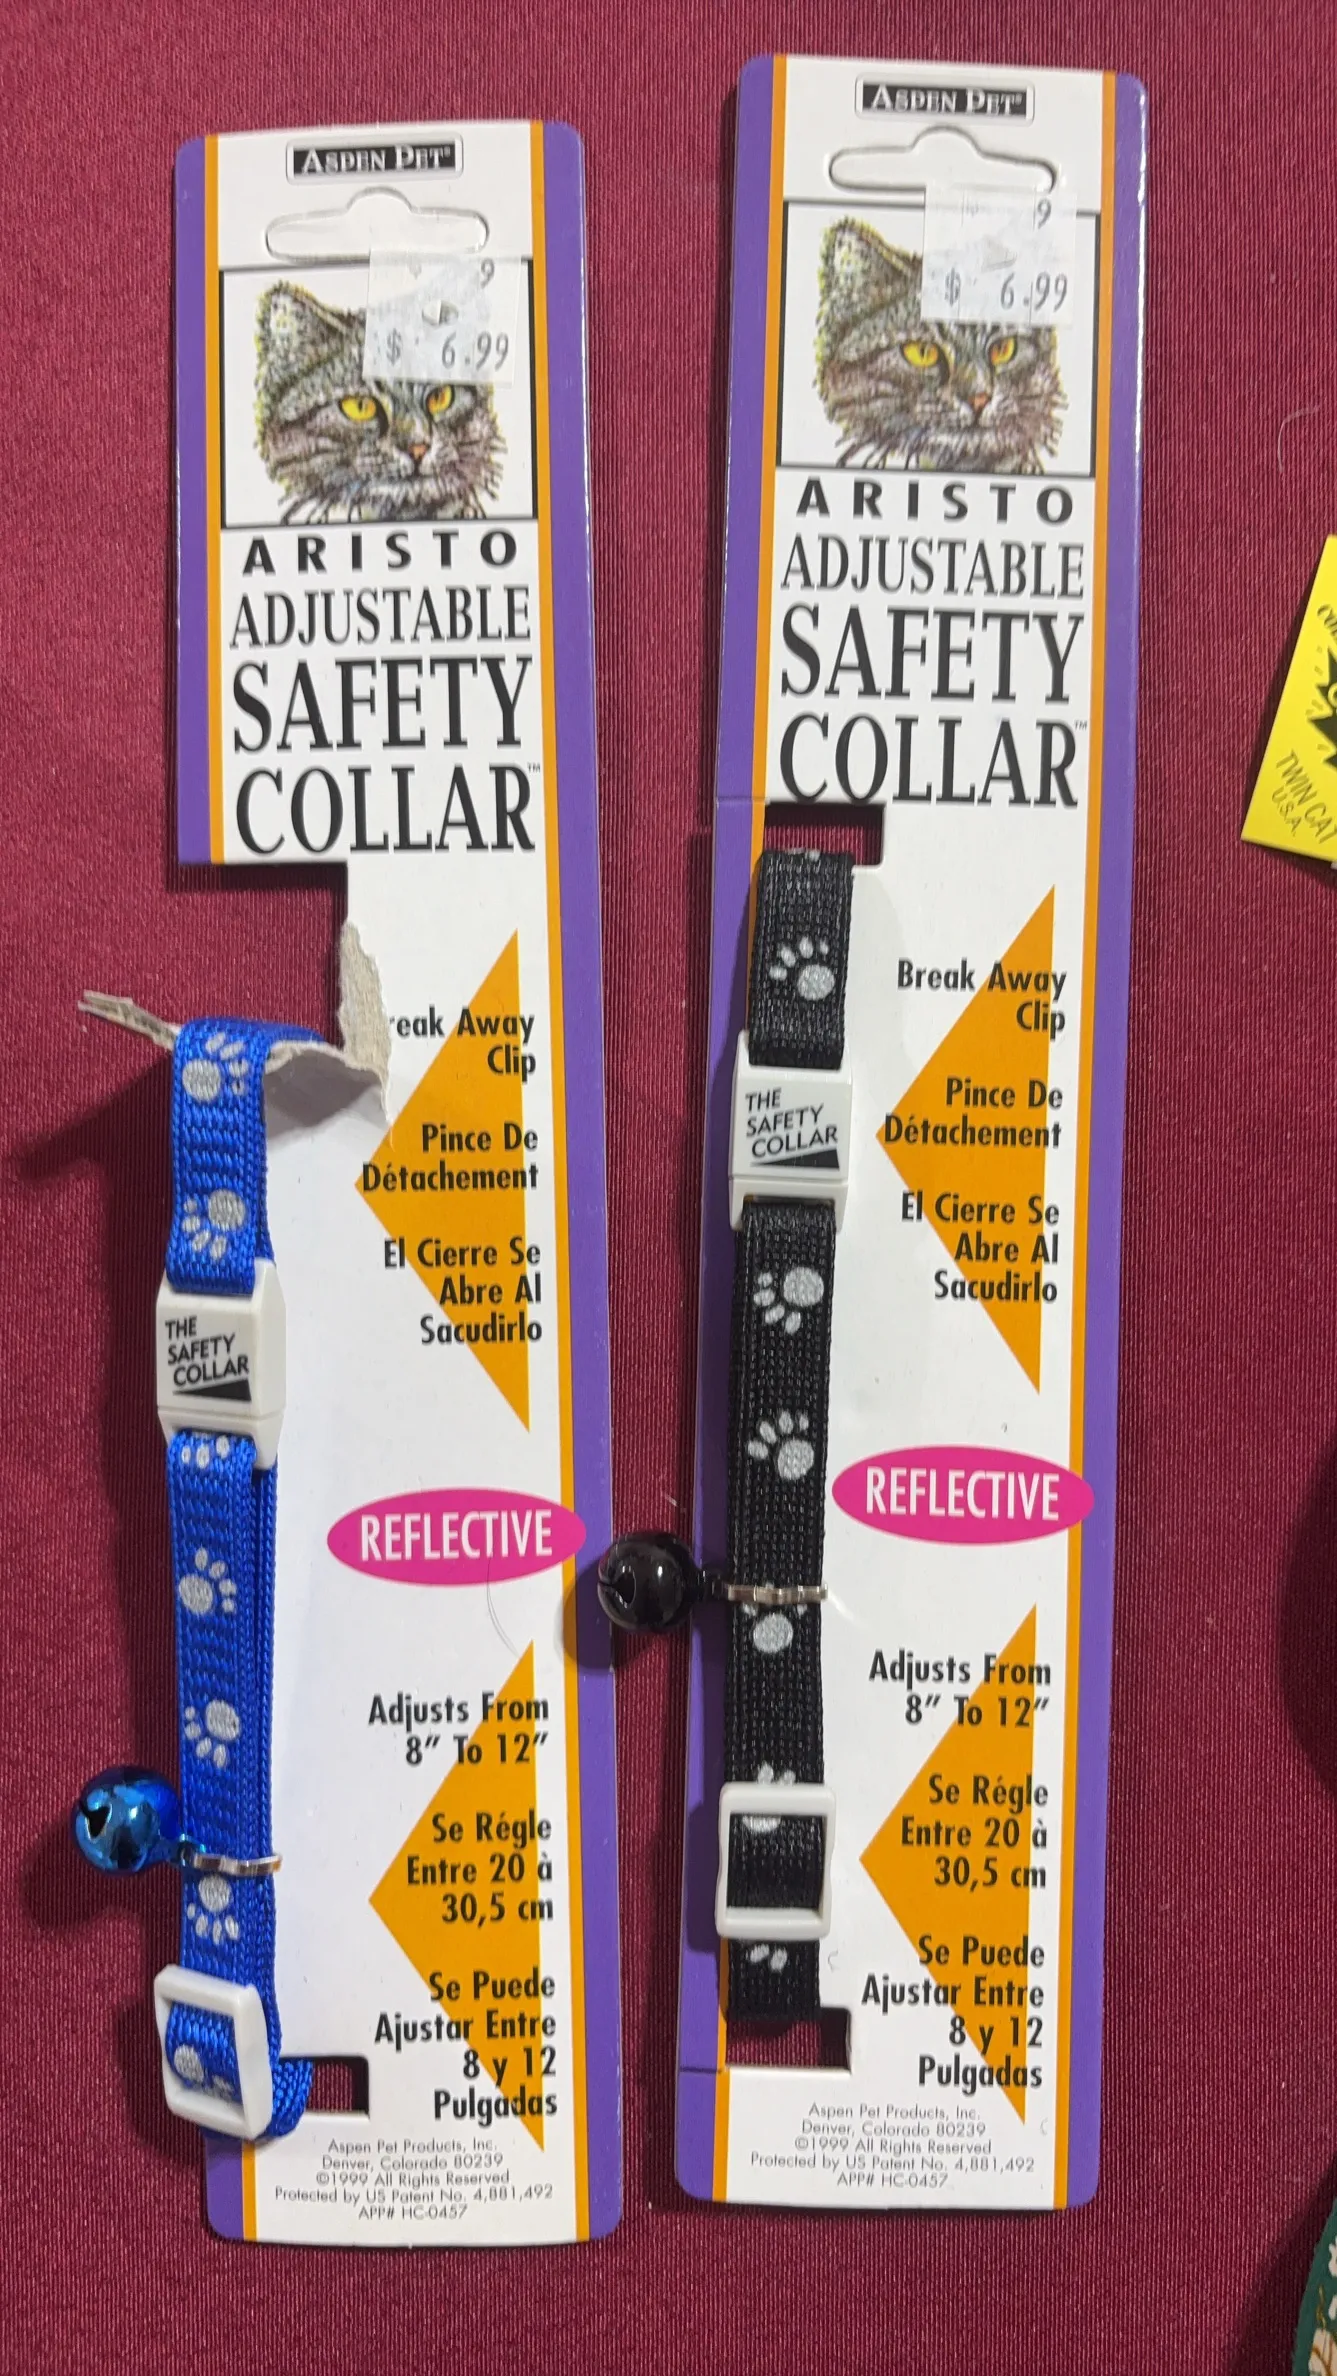 ASPEN PET®
9
$ 6.99
ARISTO
ADJUSTABLE
SAFETY
COLLAR™
reak Away
Clip
Pince De
Détachement
El Cierre Se
Abre Al
Sacudirlo
THE
SAFETY
COLLAR
REFLECTIVE
Adjusts From
8" To 12"
Se Régle
Entre 20 à
30,5 cm
Se Puede
Ajustar Entre
8 y 12
Pulgadas
Aspen Pet Products, Inc.
Denver, Colorado 80239
©1999 All Rights Reserved
Protected by US Patent No. 4,881,492
APP# HC-0457
ASPEN PET®
9
$ 6.99
ARISTO
ADJUSTABLE
SAFETY
COLLAR™
Break Away
Clip
Pince De
Détachement
El Cierre Se
Abre Al
Sacudirlo
THE
SAFETY
COLLAR
REFLECTIVE
Adjusts From
8" To 12"
Se Régle
Entre 20 à
30,5 cm
Se Puede
Ajustar Entre
8 y 12
Pulgadas
Aspen Pet Products, Inc.
Denver, Colorado 80239
©1999 All Rights Reserved
Protected by US Patent No. 4,881,492
APP# HC-0457
TWIN CAT
U.S.A.